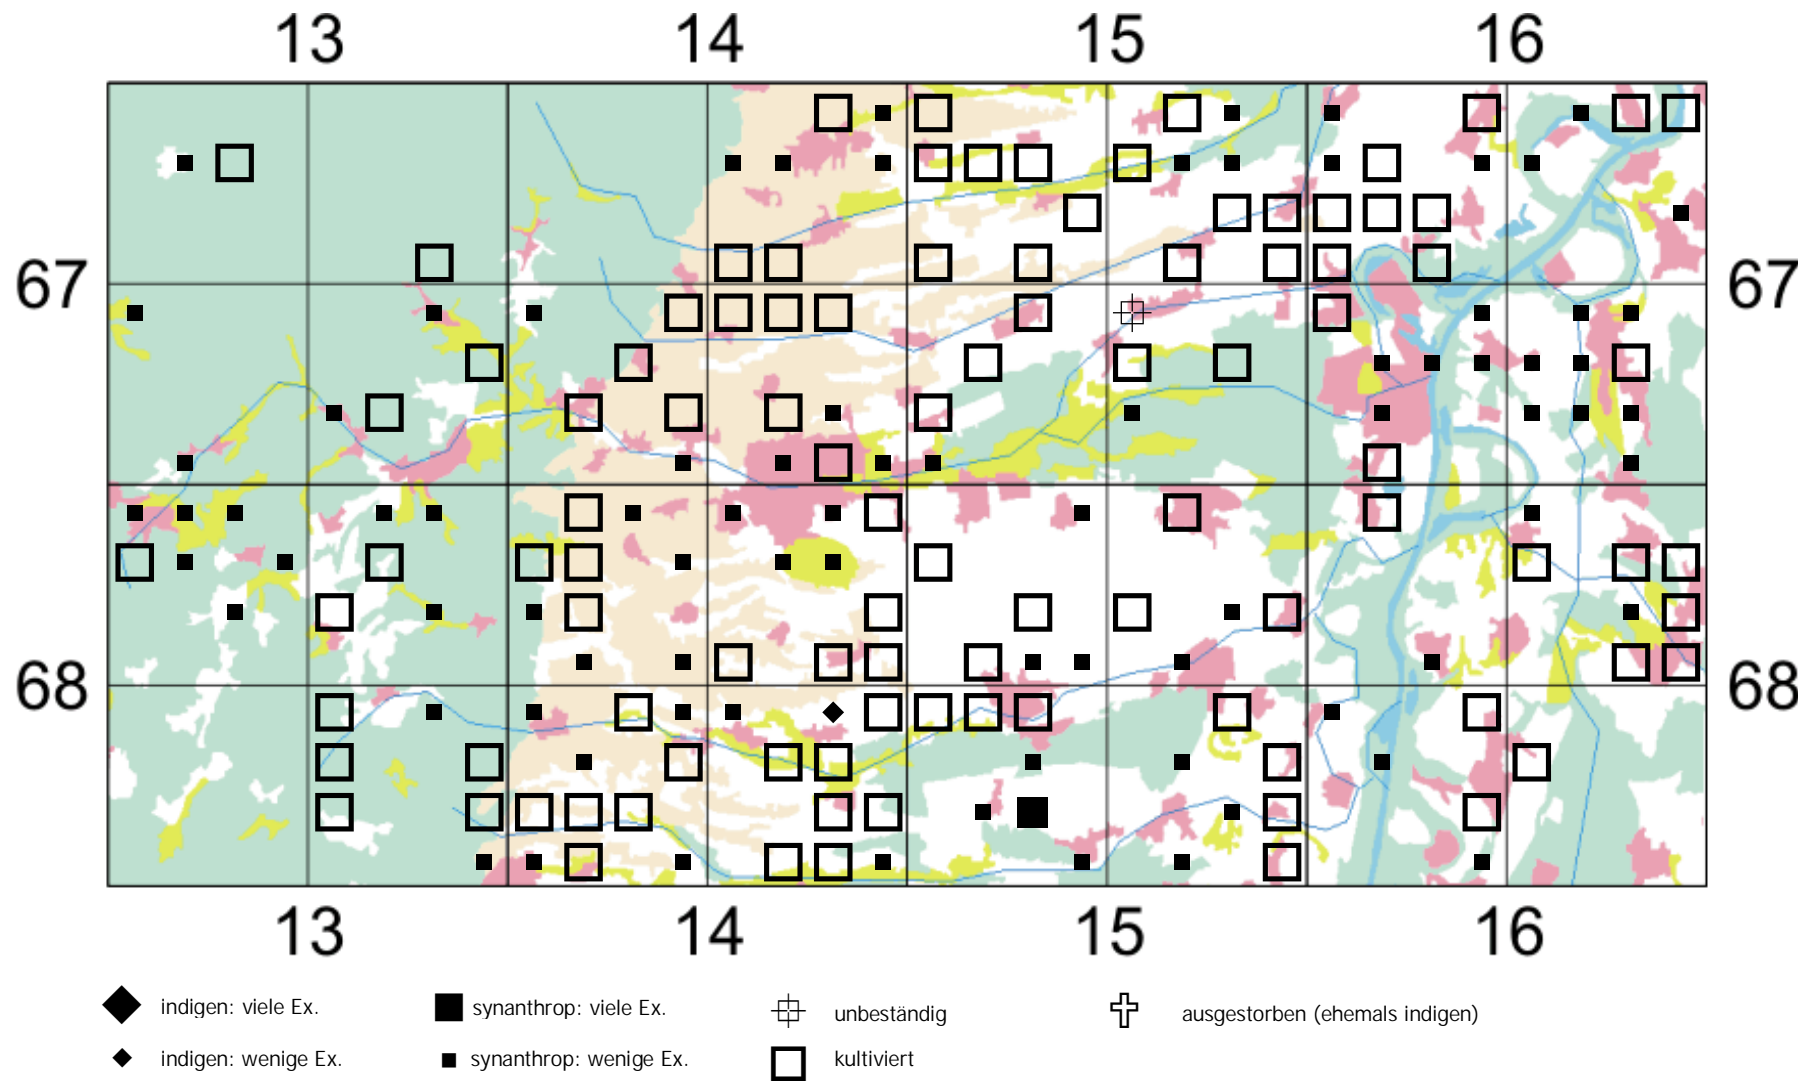 13 14 15 16
67 67
68 68
13 14 15 16
indigen: viele Ex. synanthrop: viele Ex. unbeständig ausgestorben (ehemals indigen)
indigen: wenige Ex. synanthrop: wenige Ex. kultiviert